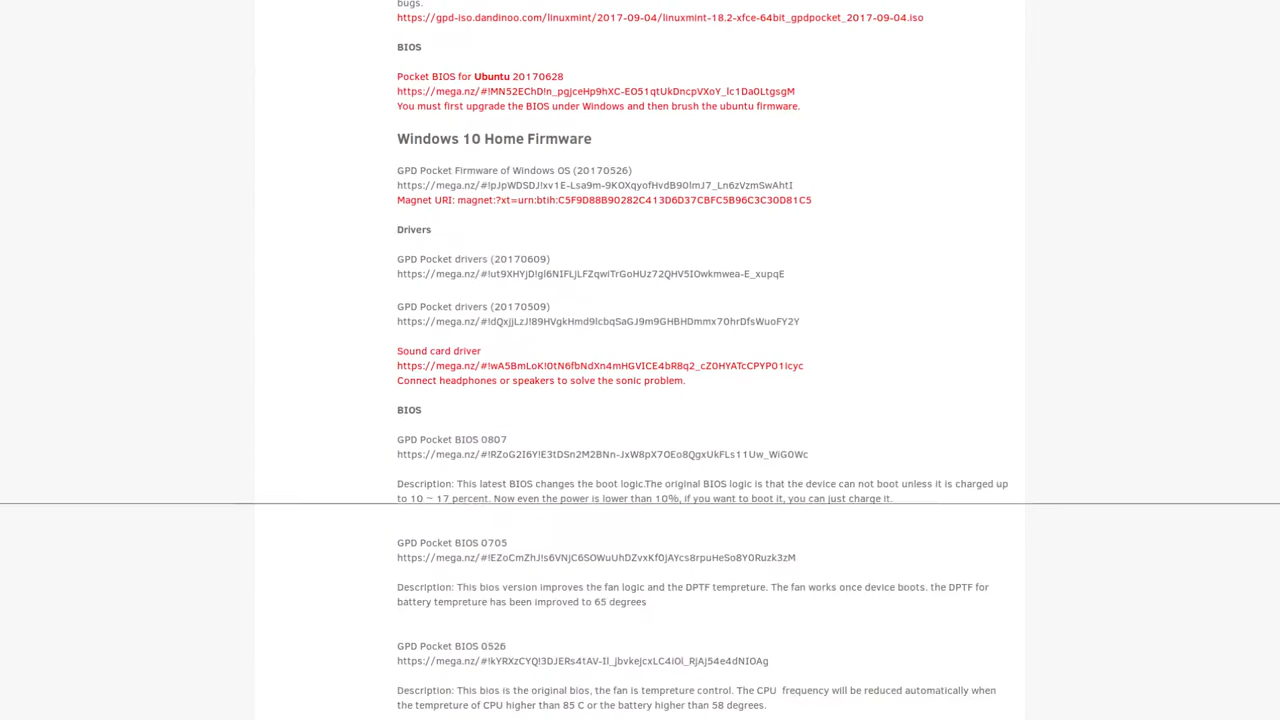 bugs.
https://gpd-iso.dandinoo.com/linuxmint/2017-09-04/linuxmint-18.2-xfce-64bit_gpdpocket_2017-09-04.iso
BIOS
Pocket BIOS for Ubuntu 20170628
https://mega.nz/#!MN52EChD!n_pgjceHp9hXC-EO51qtUkDncpVXoY_lc1Da0LtgsgM
You must first upgrade the BIOS under Windows and then brush the ubuntu firmware.
Windows 10 Home Firmware
GPD Pocket Firmware of Windows OS (20170526)
https://mega.nz/#!pJpWDSDJ!xv1E-Lsa9m-9KOXqyofHvdB90lmJ7_Ln6zVzmSwAhtI
Magnet URI: magnet:?xt=urn:btih:C5F9D88B90282C413D6D37CBFC5B96C3C30D81C5
Drivers
GPD Pocket drivers (20170609)
https://mega.nz/#!ut9XHYjD!gl6NIFLjLFZqwiTrGoHUz72QHV5IOwkmwea-E_xupqE
GPD Pocket drivers (20170509)
https://mega.nz/#!dQxjjLzJ!89HVgkHmd9lcbqSaGJ9m9GHBHDmmx70hrDfsWuoFY2Y
Sound card driver
https://mega.nz/#!wA5BmLoK!0tN6fbNdXn4mHGVICE4bR8q2_cZ0HYATcCPYP01Icyc
Connect headphones or speakers to solve the sonic problem.
BIOS
GPD Pocket BIOS 0807
https://mega.nz/#!RZoG2I6Y!E3tDSn2M2BNn-JxW8pX7OEo8QgxUkFLs11Uw_WiG0Wc
Description: This latest BIOS changes the boot logic.The original BIOS logic is that the device can not boot unless it is charged up
to 10 ~ 17 percent. Now even the power is lower than 10%, if you want to boot it, you can just charge it.
GPD Pocket BIOS 0705
https://mega.nz/#!EZoCmZhJ!s6VNjC6SOWuUhDZvxKf0jAYcs8rpuHeSo8Y0Ruzk3zM
Description: This bios version improves the fan logic and the DPTF tempreture. The fan works once device boots. the DPTF for
battery tempreture has been improved to 65 degrees
GPD Pocket BIOS 0526
https://mega.nz/#!kYRXzCYQ!3DJERs4tAV-Il_jbvkejcxLC4iOl_RjAj54e4dNIOAg
Description: This bios is the original bios, the fan is tempreture control. The CPU  frequency will be reduced automatically when
the tempreture of CPU higher than 85 C or the battery higher than 58 degrees.